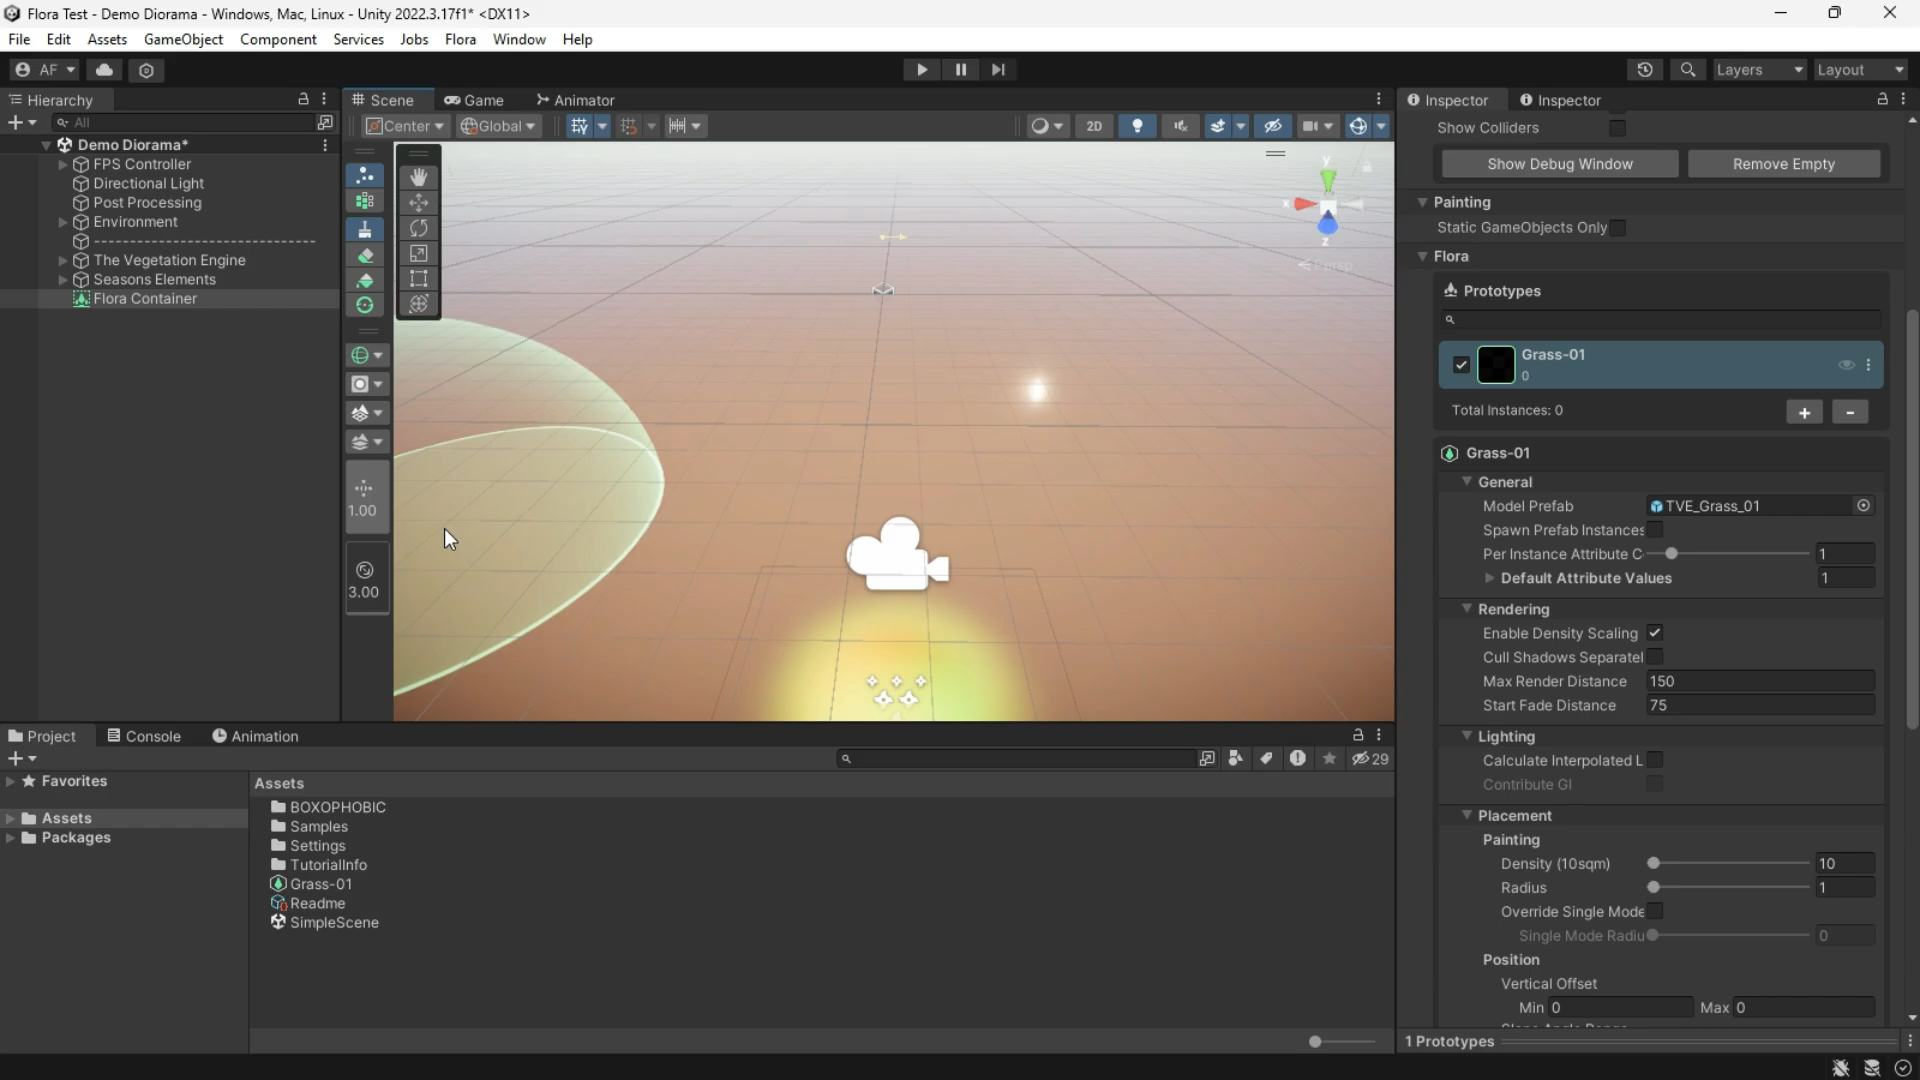 Flora Test - Demo Diorama - Windows, Mac, Linux - Unity 2022.3.17f1* <DX11>
File Edit Assets GameObject Component Services Jobs Flora Window Help
AF Layers Layout
Hierarchy
All
Demo Diorama*
FPS Controller
Directional Light
Post Processing
Environment
--------------------------------
The Vegetation Engine
Seasons Elements
Flora Container
Scene Game Animator
Center Global 2D
y
x
z
Persp
1.00
3.00
Inspector Inspector
Show Colliders
Show Debug Window Remove Empty
Painting
Static GameObjects Only
Flora
Prototypes
Grass-01
0
Total Instances: 0 + -
Grass-01
General
Model Prefab TVE_Grass_01
Spawn Prefab Instances
Per Instance Attribute C 1
Default Attribute Values 1
Rendering
Enable Density Scaling
Cull Shadows Separatel
Max Render Distance 150
Start Fade Distance 75
Lighting
Calculate Interpolated L
Contribute GI
Placement
Painting
Density (10sqm) 10
Radius 1
Override Single Mode
Single Mode Radiu 0
Position
Vertical Offset
Min 0 Max 0
1 Prototypes
Project Console Animation
29
Favorites
Assets
Packages
Assets
BOXOPHOBIC
Samples
Settings
TutorialInfo
Grass-01
Readme
SimpleScene